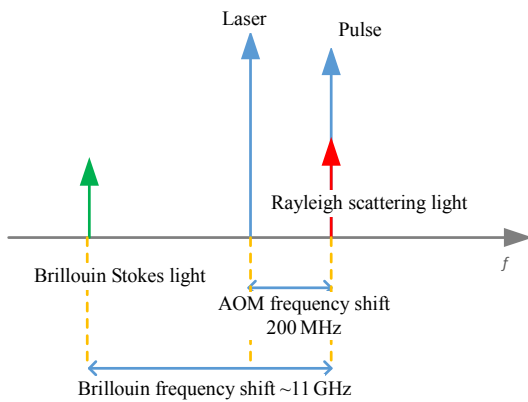 Laser
Pulse
Rayleigh scattering light
f
Brillouin Stokes light
AOM frequency shift
200 MHz
Brillouin frequency shift ~11 GHz